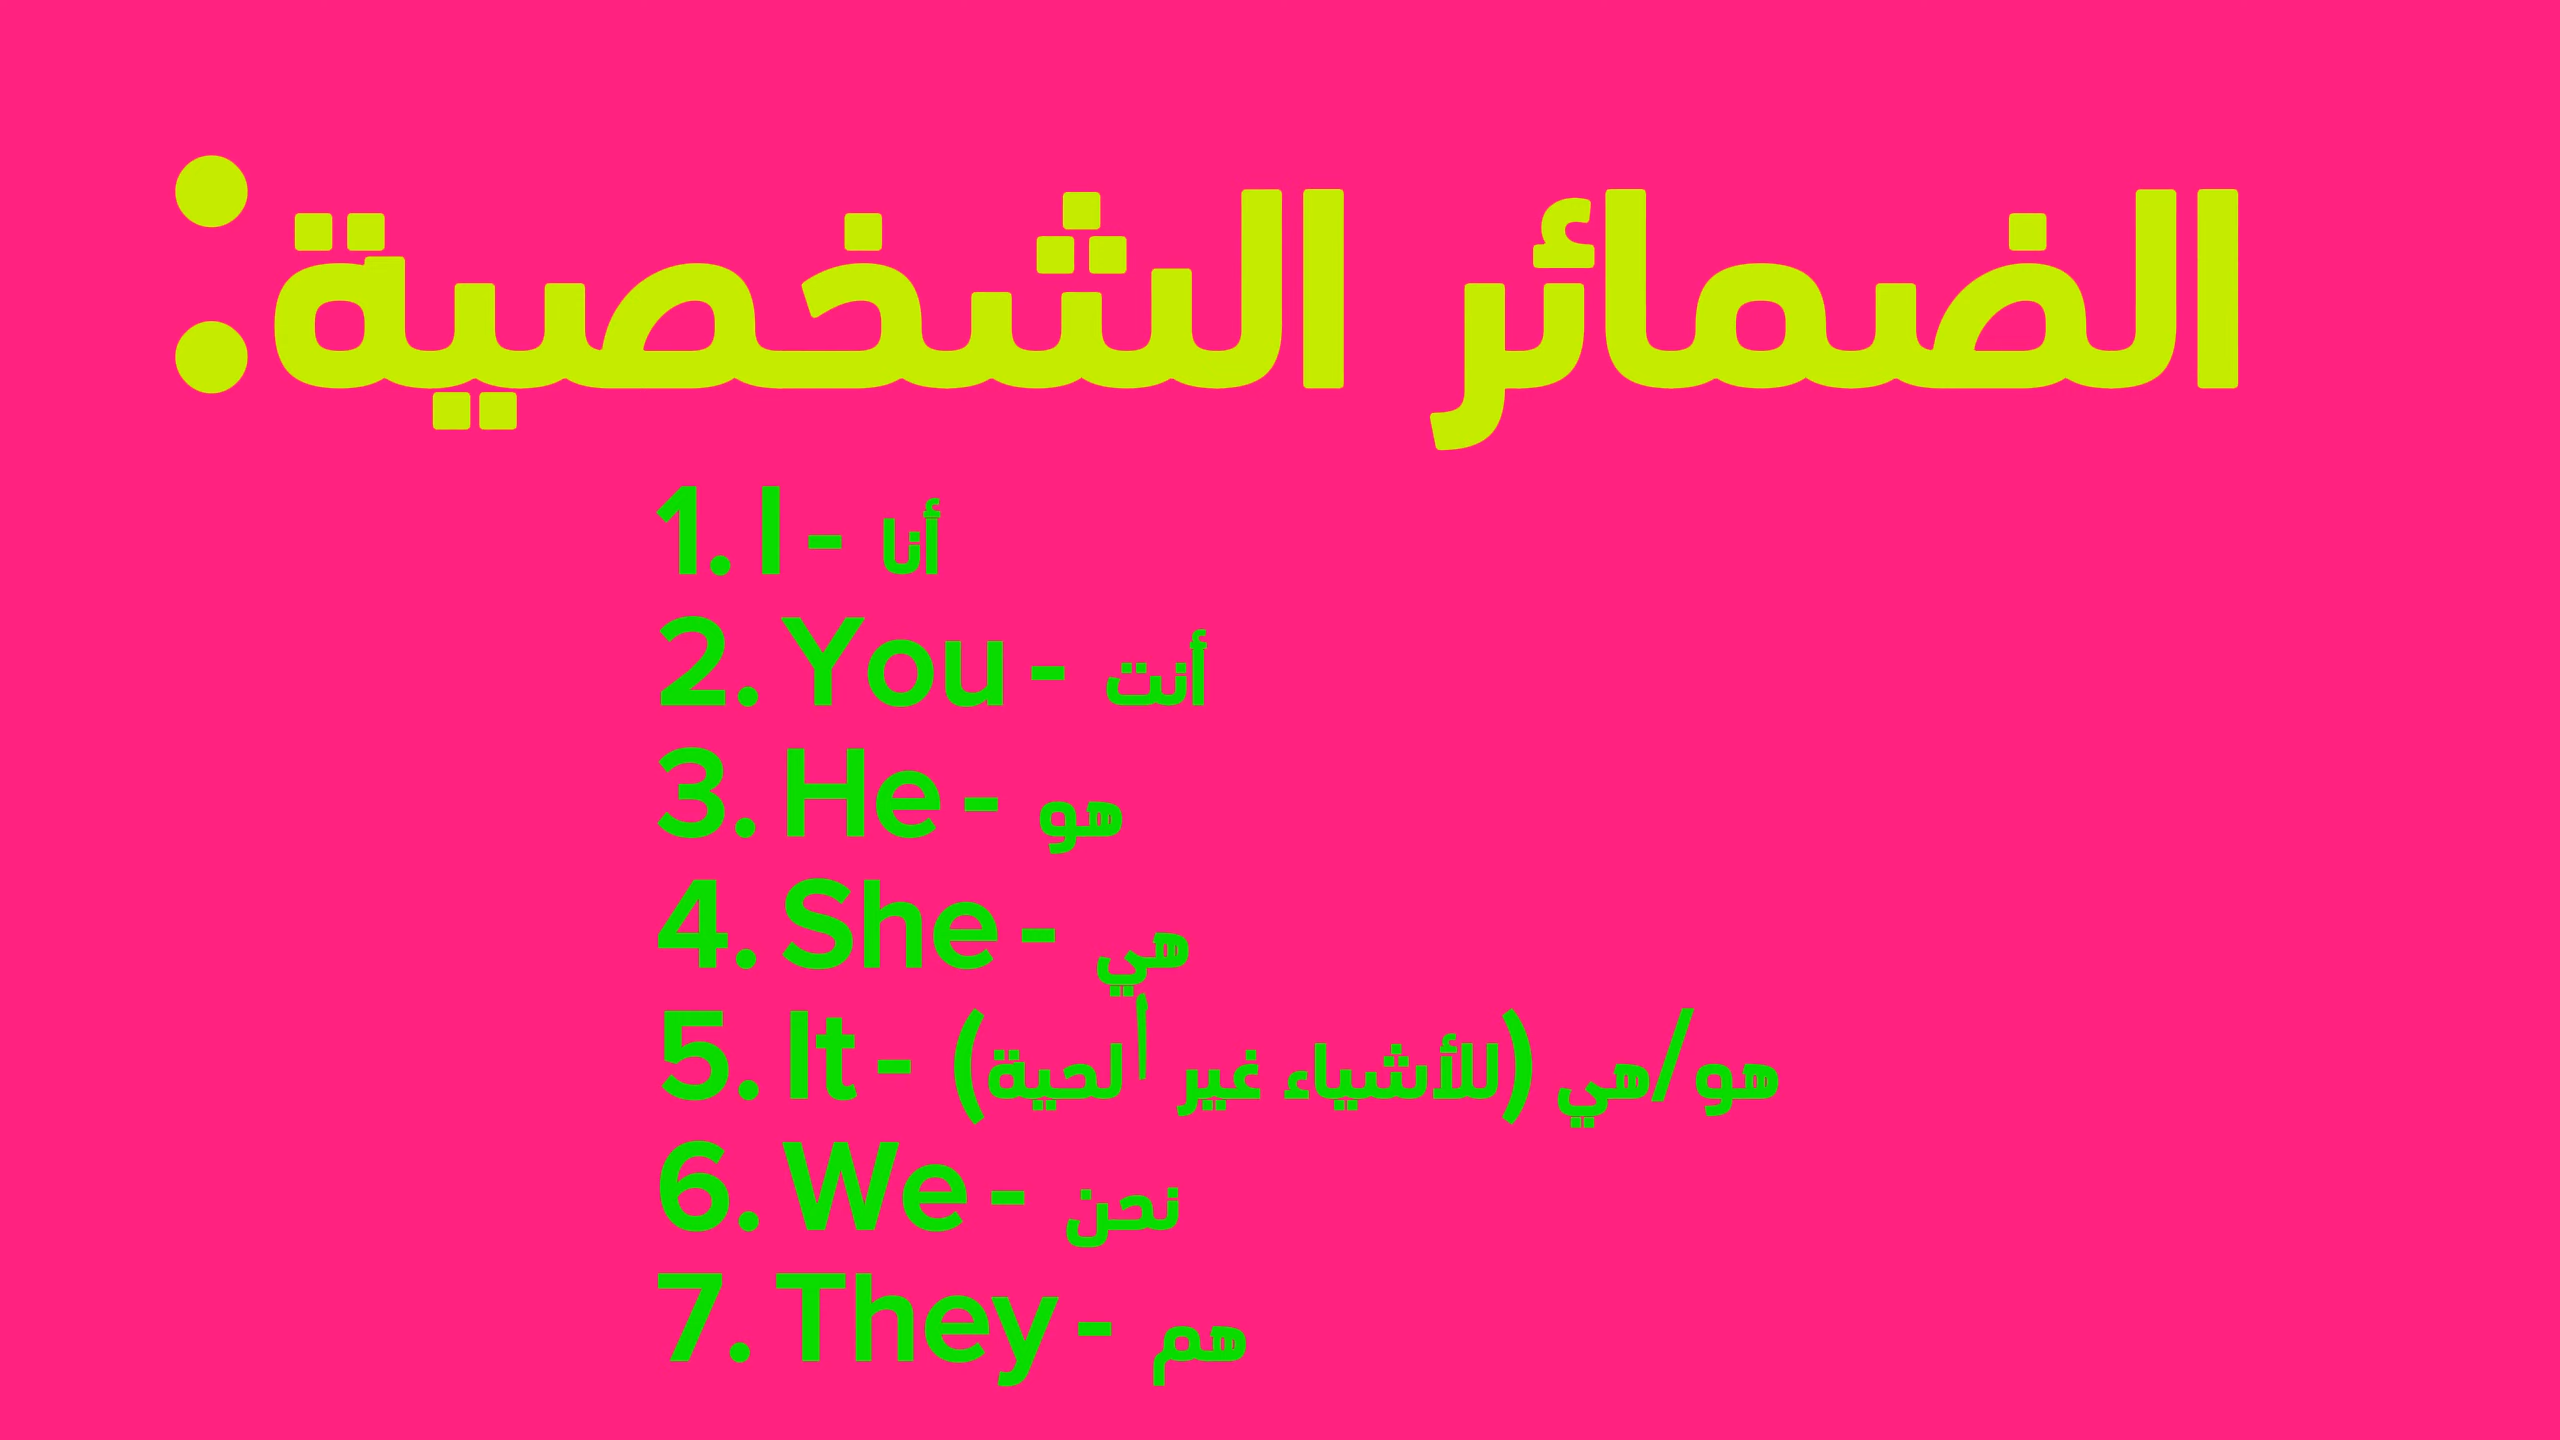 الضمائر الشخصية:
1. I - أنا
2. You - أنت
3. He - هو
4. She - هي
5. It - هو/هي (للأشياء غير ألحية)
6. We - نحن
7. They - هم